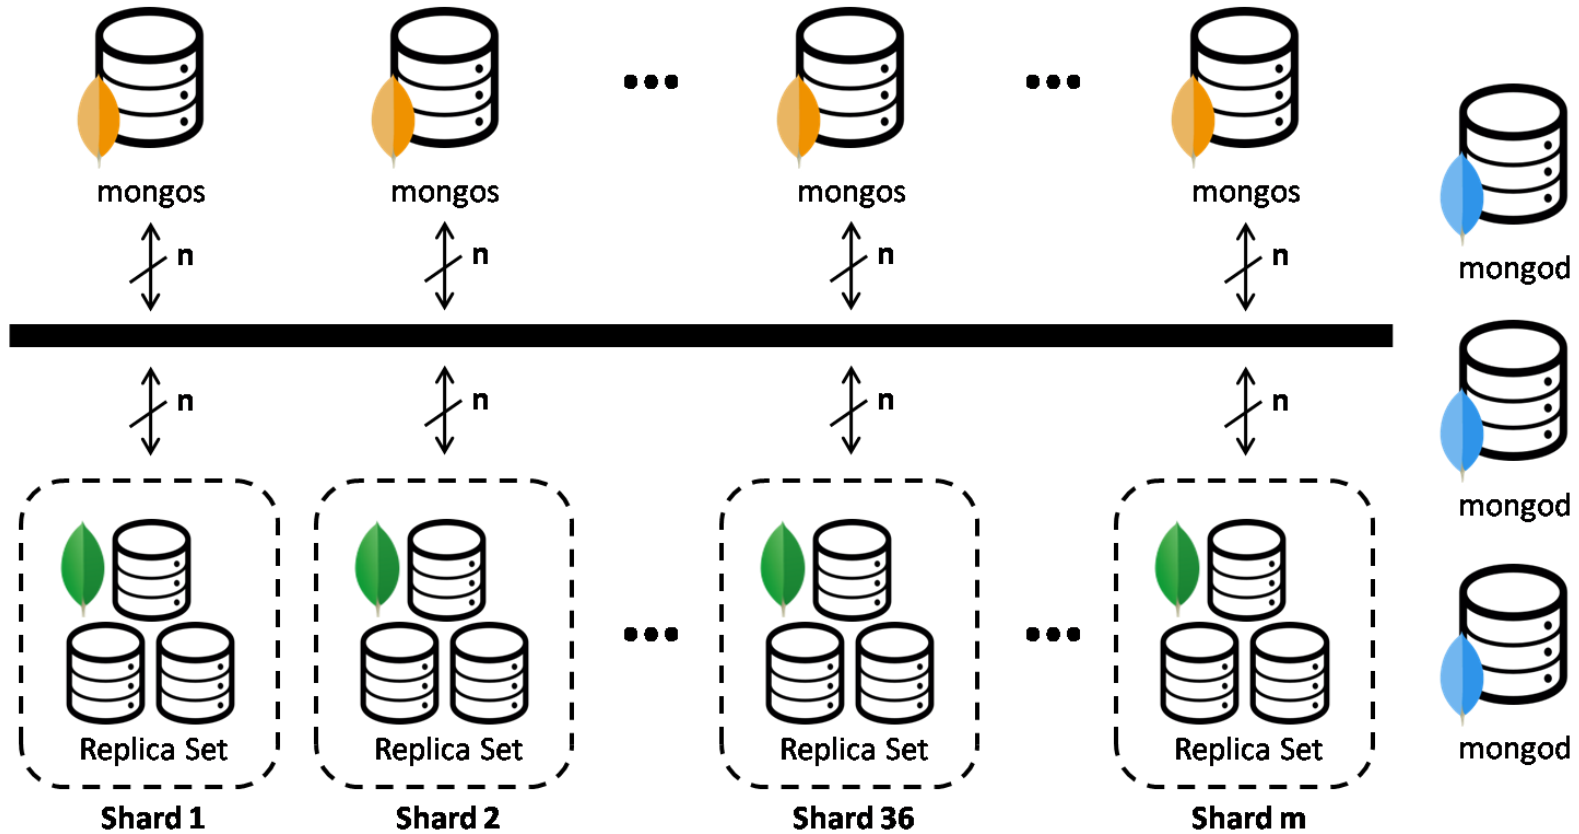 mongos
mongos
mongos
mongos
mongod
n
n
n
n
mongod
n
n
n
n
mongod
Replica Set
Replica Set
Replica Set
Replica Set
Shard 1
Shard 2
Shard 36
Shard m